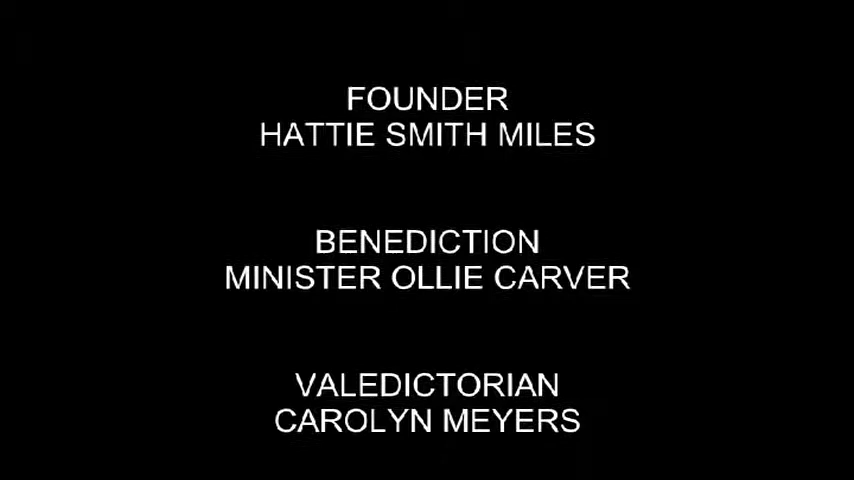 FOUNDER
HATTIE SMITH MILES
BENEDICTION
MINISTER OLLIE CARVER
VALEDICTORIAN
CAROLYN MEYERS